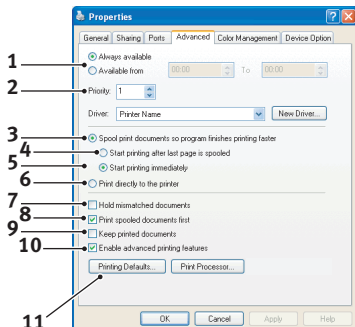 Properties
General Sharing Ports Advanced Color Management Device Option
1
Always available
Available from 00:00 To 00:00
2 Priority: 1
Driver: Printer Name New Driver...
3 Spool print documents so program finishes printing faster
4 Start printing after last page is spooled
5 Start printing immediately
6 Print directly to the printer
7 Hold mismatched documents
8 Print spooled documents first
9 Keep printed documents
10 Enable advanced printing features
Printing Defaults... Print Processor...
11
OK Cancel Apply Help